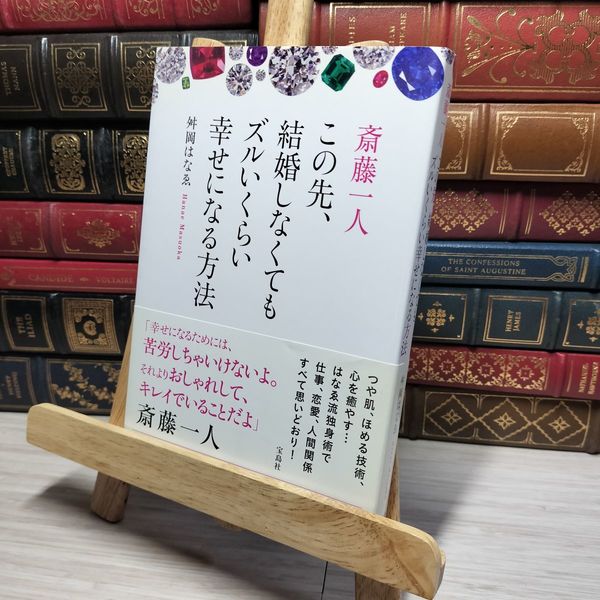 斎藤一人
この先、
結婚しなくても
ズルいくらい
幸せになる方法
舛岡はなゑ
Hanae Masuoka
「幸せになるためには、
苦労しちゃいけないよ。
それよりおしゃれして、
キレイでいることだよ」
斎藤一人
つや肌、ほめる技術、
心を癒やす…
はなゑ流独身術で
仕事、恋愛、人間関係
すべて思いどおり!
宝島社
THOMAS MANN
CANDIDE
VOLTAIRE
THE ILIAD
THE CONFESSIONS
OF SAINT AUGUSTINE
HENRY
JAMES